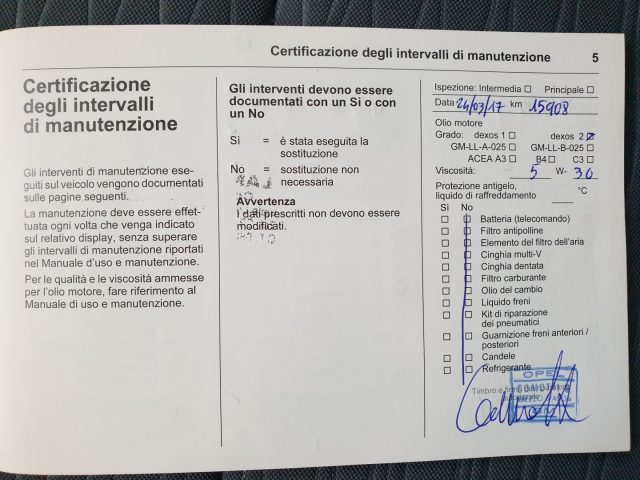 Certificazione degli intervalli di manutenzione 5
Certificazione
degli intervalli
di manutenzione
Gli interventi di manutenzione ese-
guiti sul veicolo vengono documentati
sulle pagine seguenti.
La manutenzione deve essere effet-
tuata ogni volta che venga indicato
sul relativo display, senza superare
gli intervalli di manutenzione riportati
nel Manuale d'uso e manutenzione.
Per le qualità e le viscosità ammesse
per l'olio motore, fare riferimento al
Manuale di uso e manutenzione.
Gli interventi devono essere
documentati con un Sì o con
un No
Sì = è stata eseguita la
sostituzione
No = sostituzione non
necessaria
Avvertenza
I dati prescritti non devono essere
modificati.
Ispezione: Intermedia ☐ Principale ☐
Data 24/03/17 km 15908
Olio motore
Grado: dexos 1 ☐ dexos 2 ☑
GM-LL-A-025 ☐ GM-LL-B-025 ☐
ACEA A3 ☐ B4 ☐ C3 ☐
Viscosità: 5 W- 30
Protezione antigelo,
liquido di raffreddamento °C
Sì No
☐ ☐ Batteria (telecomando)
☐ ☐ Filtro antipolline
☐ ☐ Elemento del filtro dell'aria
☐ ☐ Cinghia multi-V
☐ ☐ Cinghia dentata
☐ ☐ Filtro carburante
☐ ☐ Olio del cambio
☐ ☐ Liquido freni
☐ ☐ Kit di riparazione
dei pneumatici
☐ ☐ Guarnizione freni anteriori /
posteriori
☐ ☐ Candele
☐ ☐ Refrigerante
OPEL
Timbro e firma